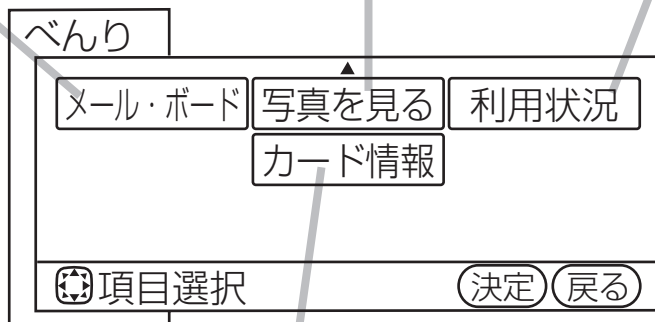 べんり
メール・ボード 写真を見る 利用状況
カード情報
項目選択 決定 戻る